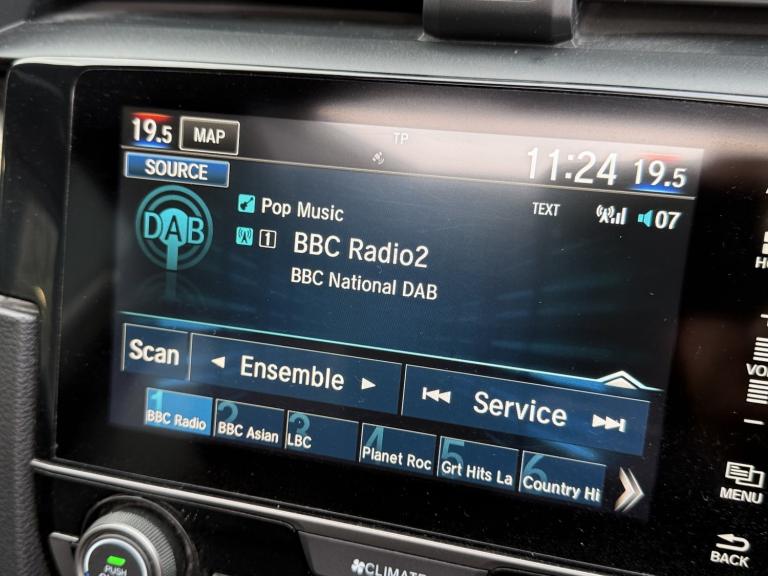 19.5 MAP TP 11:24 19.5
SOURCE
DAB Pop Music TEXT 07
1 BBC Radio2
BBC National DAB
Scan Ensemble Service
1 BBC Radio 2 BBC Asian 3 LBC 4 Planet Roc 5 Grt Hits La 6 Country Hi
MENU
BACK
PUSH
CLIMATE